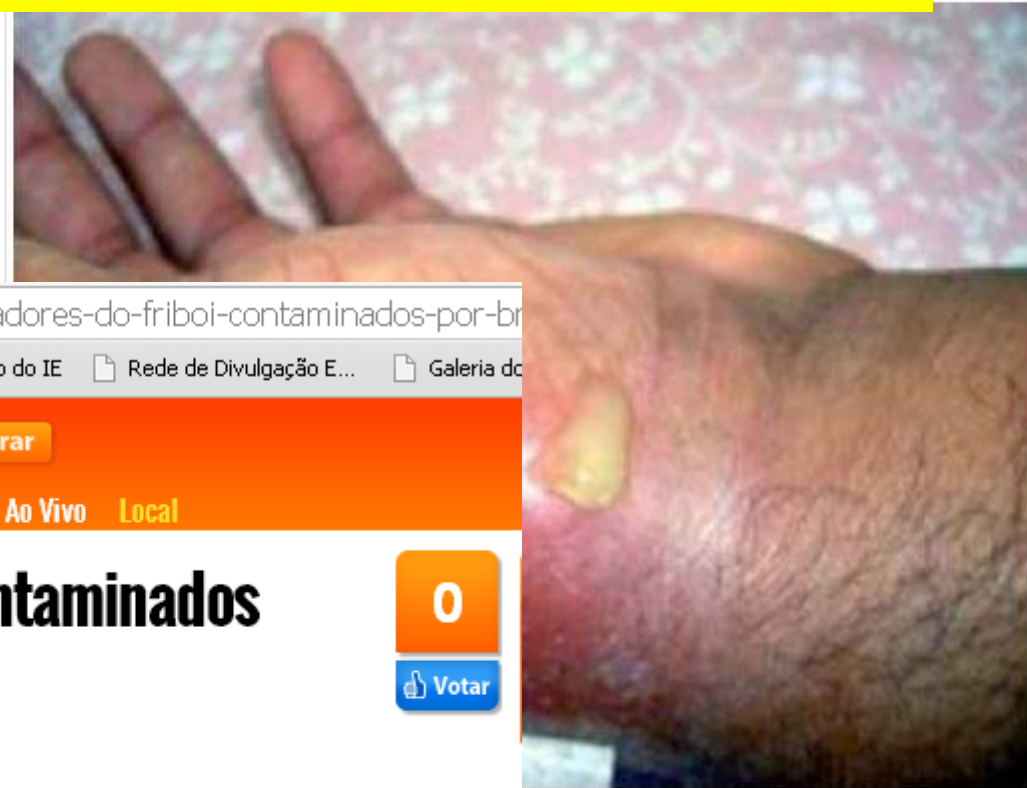 adores-do-friboi-contaminados-por-br
o do IE Rede de Divulgação E... Galeria do
rar
Ao Vivo Local
ntaminados
0
Votar